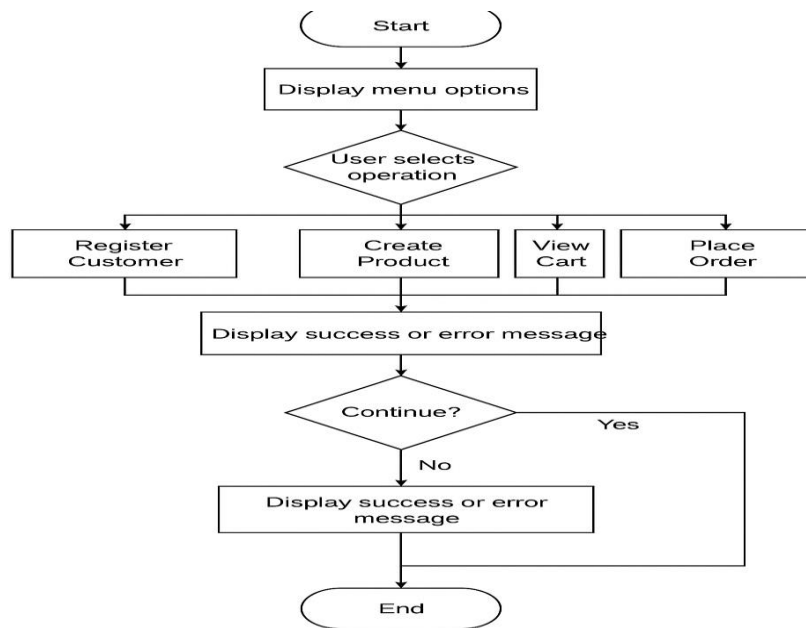 Start
Display menu options
User selects
operation
Register
Customer
Create
Product
View
Cart
Place
Order
Display success or error message
Continue?
Yes
No
Display success or error
message
End